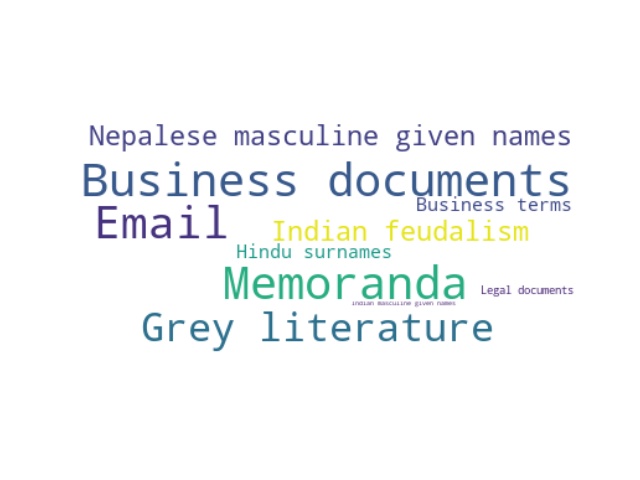 Nepalese masculine given names
Business documents
Business terms
Email
Indian feudalism
Hindu surnames
Memoranda
Legal documents
Indian masculine given names
Grey literature